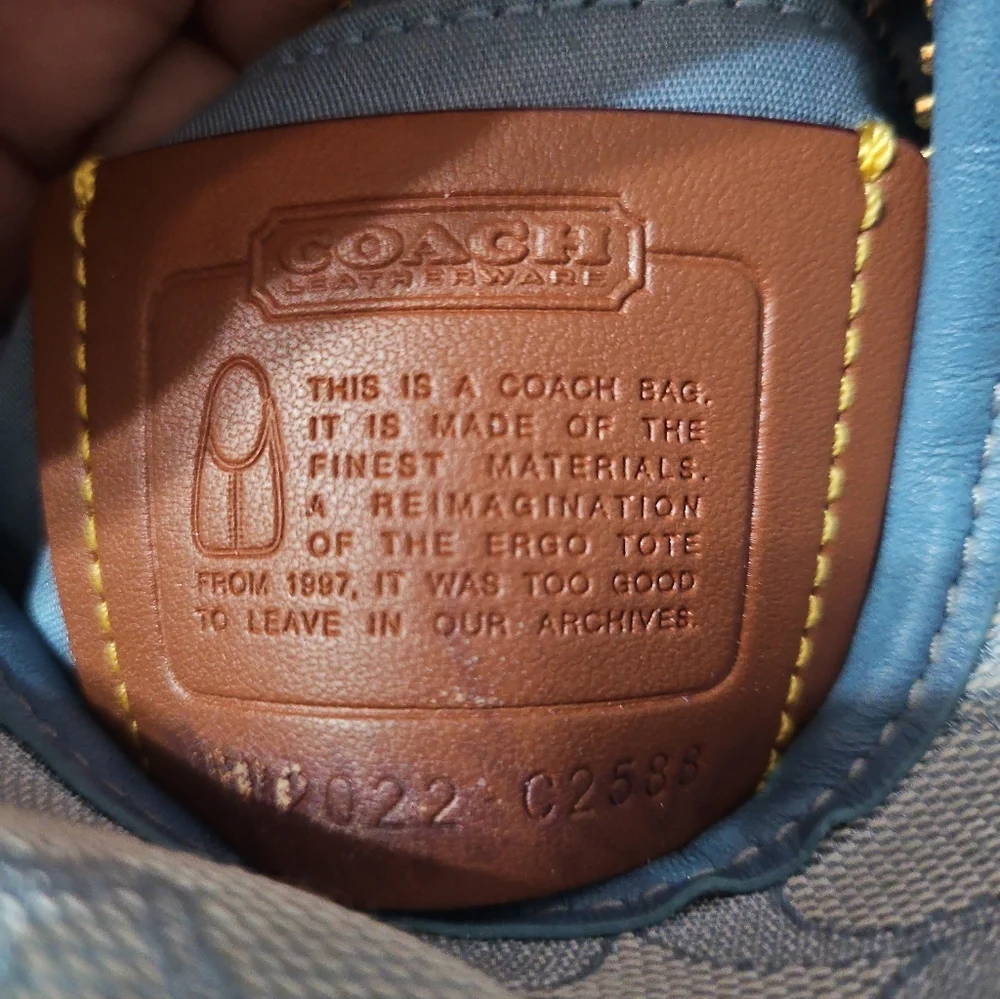 COACH
LEATHERWARE
THIS IS A COACH BAG.
IT IS MADE OF THE
FINEST MATERIALS.
A REIMAGINATION
OF THE ERGO TOTE
FROM 1997, IT WAS TOO GOOD
TO LEAVE IN OUR ARCHIVES.
C2588